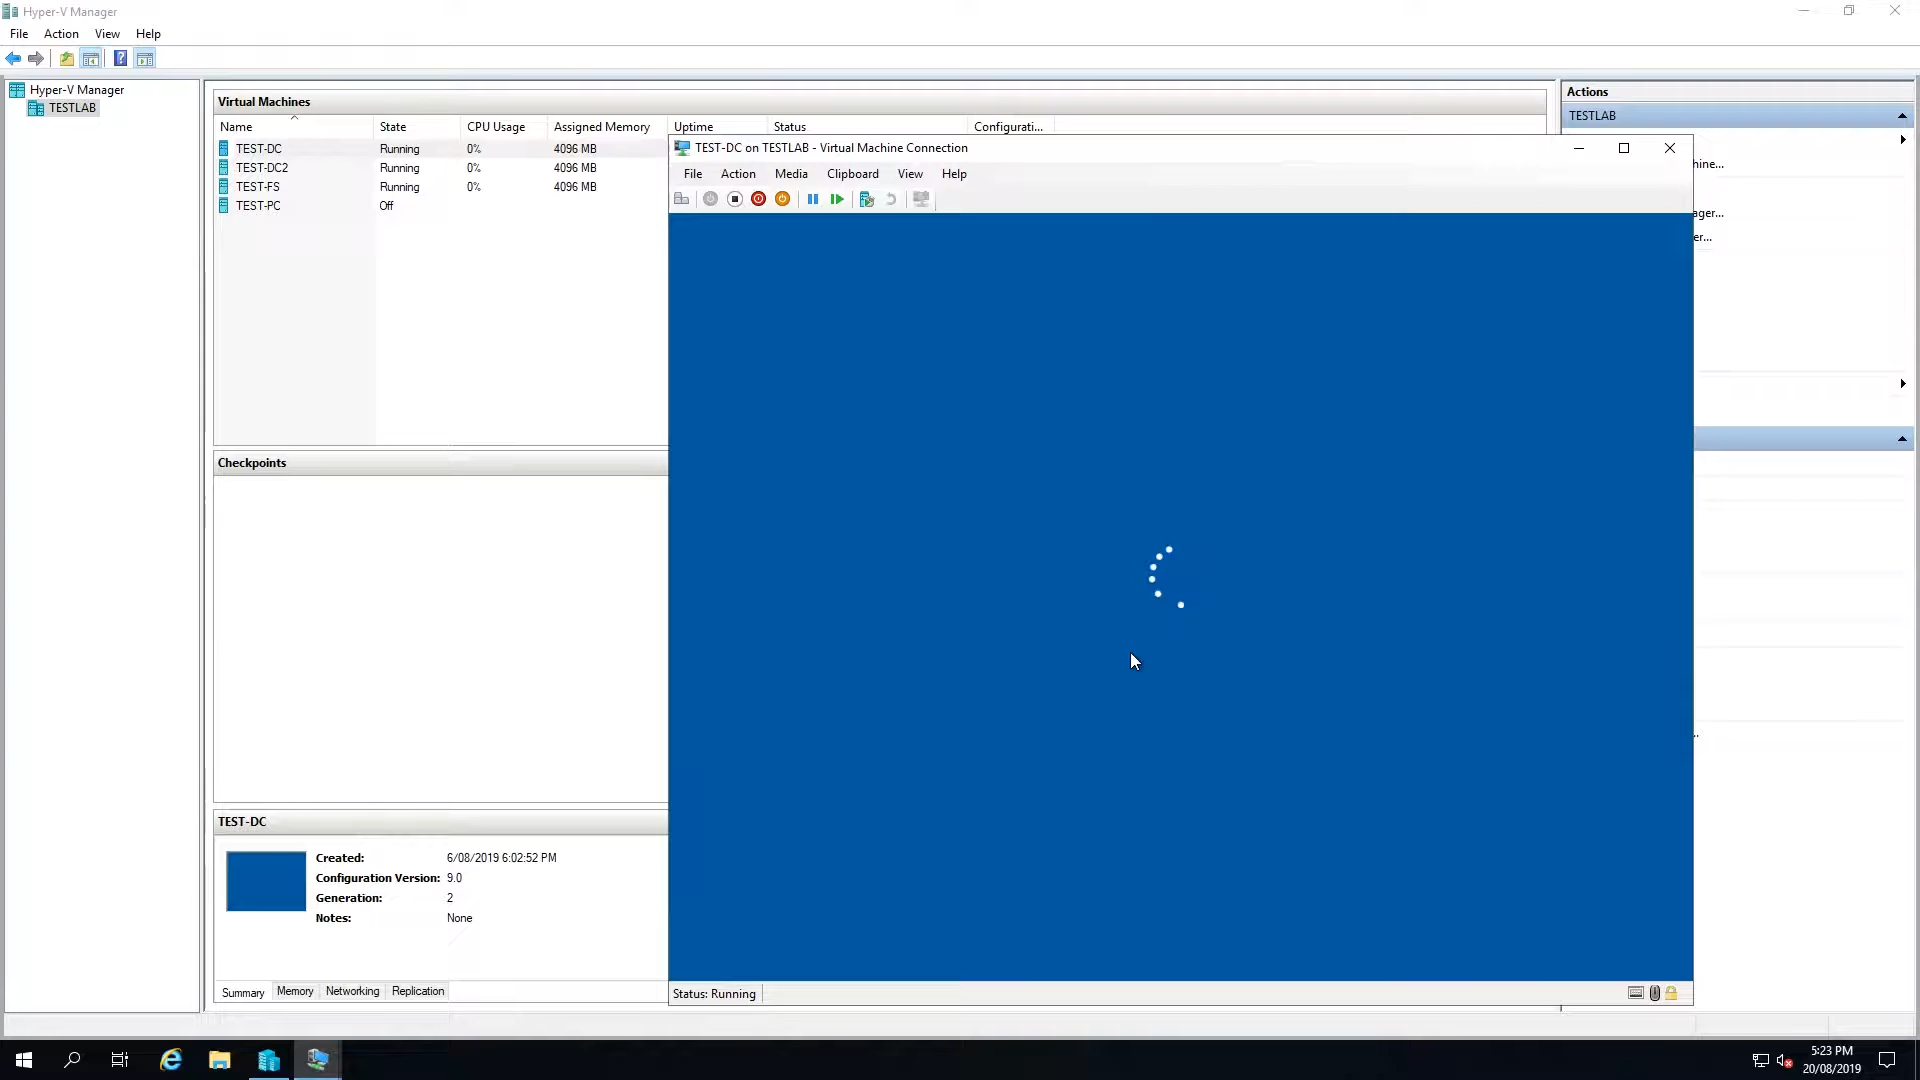 Hyper-V Manager
File Action View Help
Hyper-V Manager
TESTLAB
Virtual Machines
Name State CPU Usage Assigned Memory Uptime Status Configurati...
TEST-DC Running 0% 4096 MB
TEST-DC2 Running 0% 4096 MB
TEST-FS Running 0% 4096 MB
TEST-PC Off
Checkpoints
TEST-DC
Created: 6/08/2019 6:02:52 PM
Configuration Version: 9.0
Generation: 2
Notes: None
Summary Memory Networking Replication
TEST-DC on TESTLAB - Virtual Machine Connection
File Action Media Clipboard View Help
Status: Running
Actions
TESTLAB
hine...
ager...
er...
5:23 PM
20/08/2019